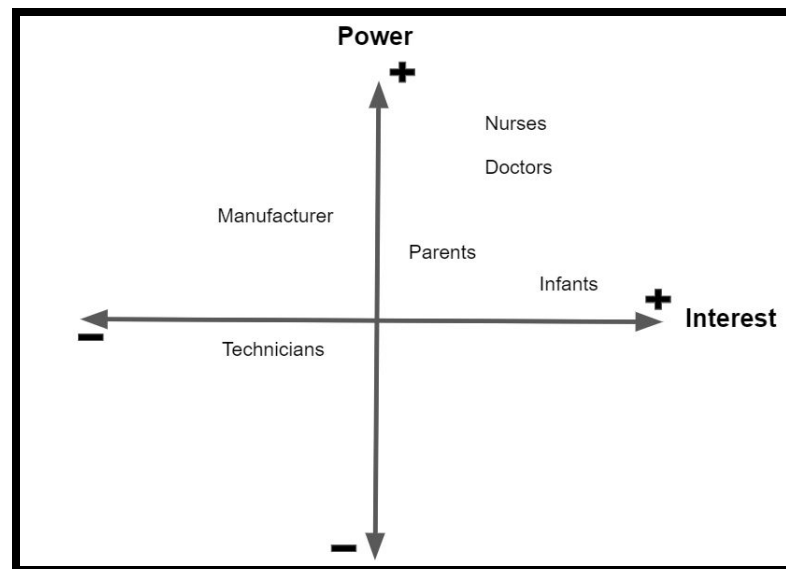 Power
+
Nurses
Doctors
Manufacturer
Parents
Infants
+
Interest
−
Technicians
−